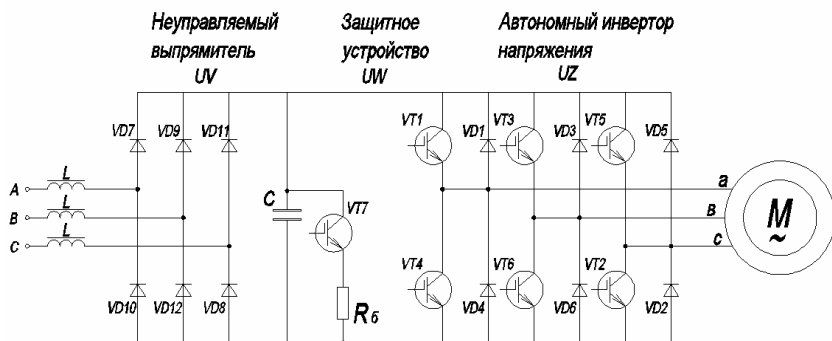 Неуправляемый
выпрямитель
UV
Защитное
устройство
UW
Автономный инвертор
напряжения
UZ
VD7
VD9
VD11
VT1
VD1
VT3
VD3
VT5
VD5
A
L
B
L
C
L
C
VT7
Rб
a
в
c
M
~
VD10
VD12
VD8
VT4
VD4
VT6
VD6
VT2
VD2